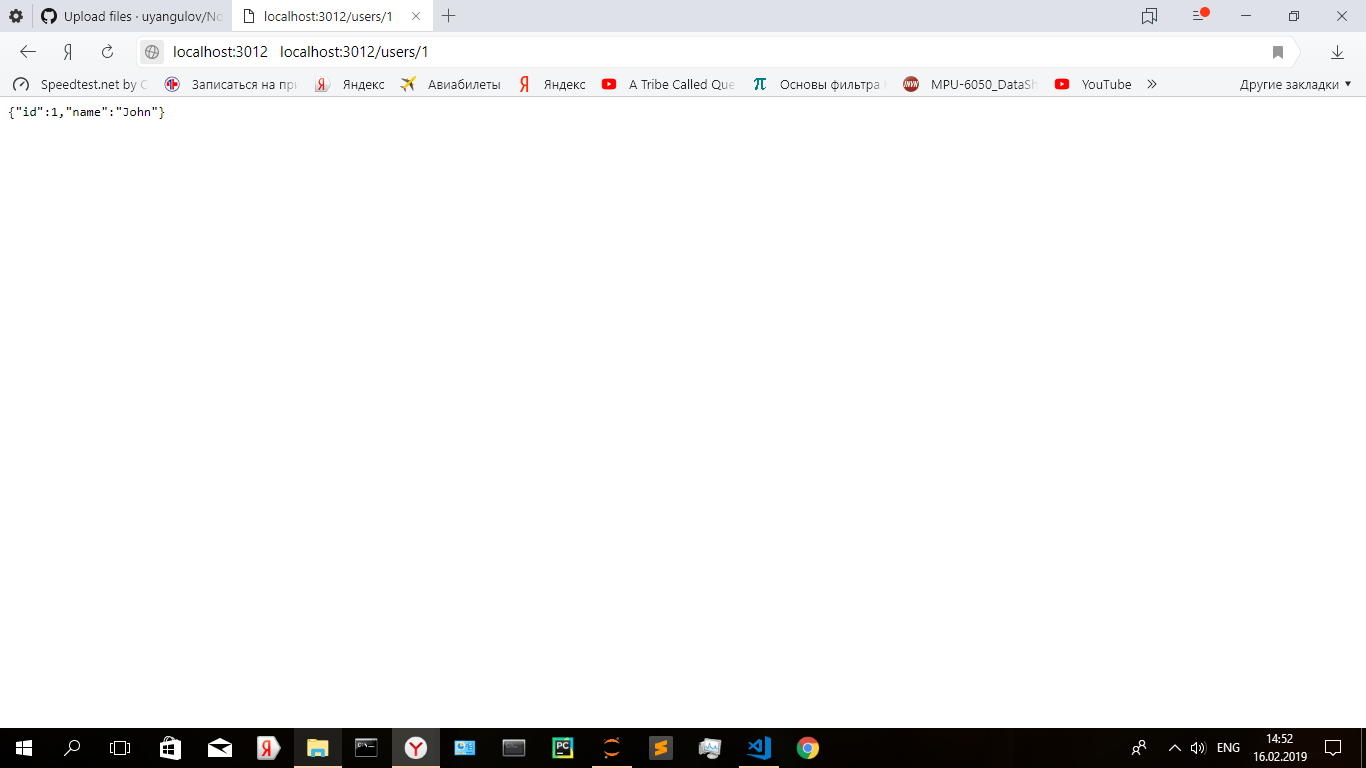 Upload files · uyangulov/No localhost:3012/users/1
localhost:3012 localhost:3012/users/1
Speedtest.net by Записаться на при Яндекс Авиабилеты Яндекс A Tribe Called Que Основы фильтра MPU-6050_DataSh YouTube Другие закладки
{"id":1,"name":"John"}
14:52
ENG
16.02.2019